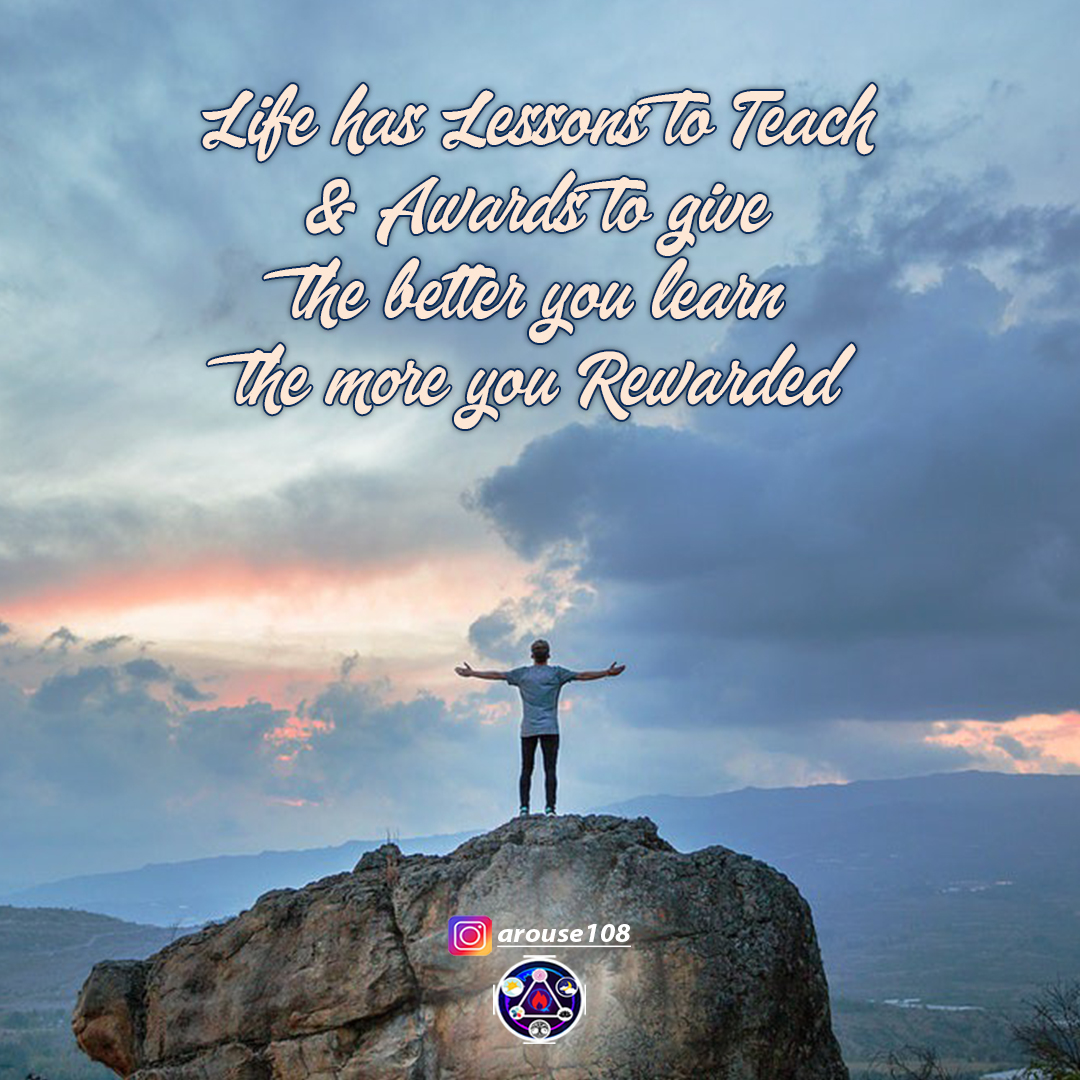 Life has Lessons to Teach
& Awards to give
The better you learn
The more you Rewarded
arouse108